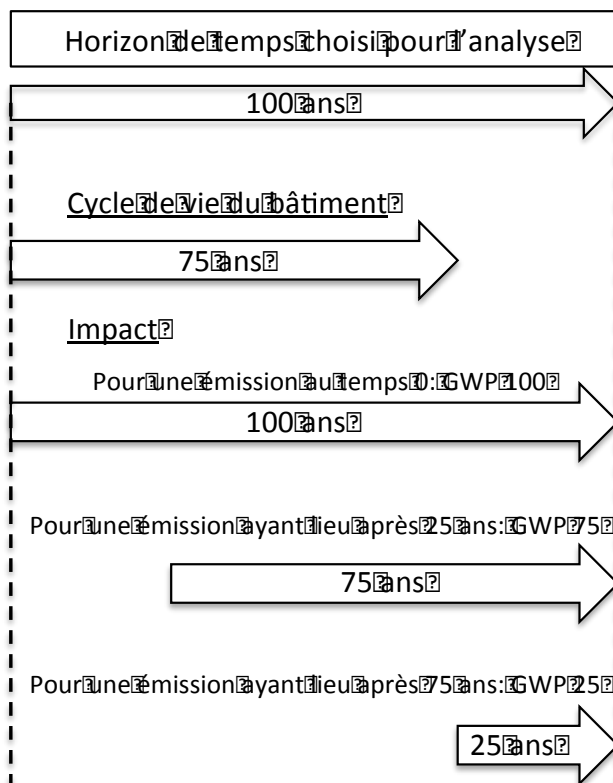 Horizon de temps choisi pour l'analyse
100 ans
Cycle de vie du bâtiment
75 ans
Impact
Pour une émission au temps 0: GWP 100
100 ans
Pour une émission ayant lieu après 25 ans: GWP 75
75 ans
Pour une émission ayant lieu après 75 ans: GWP 25
25 ans